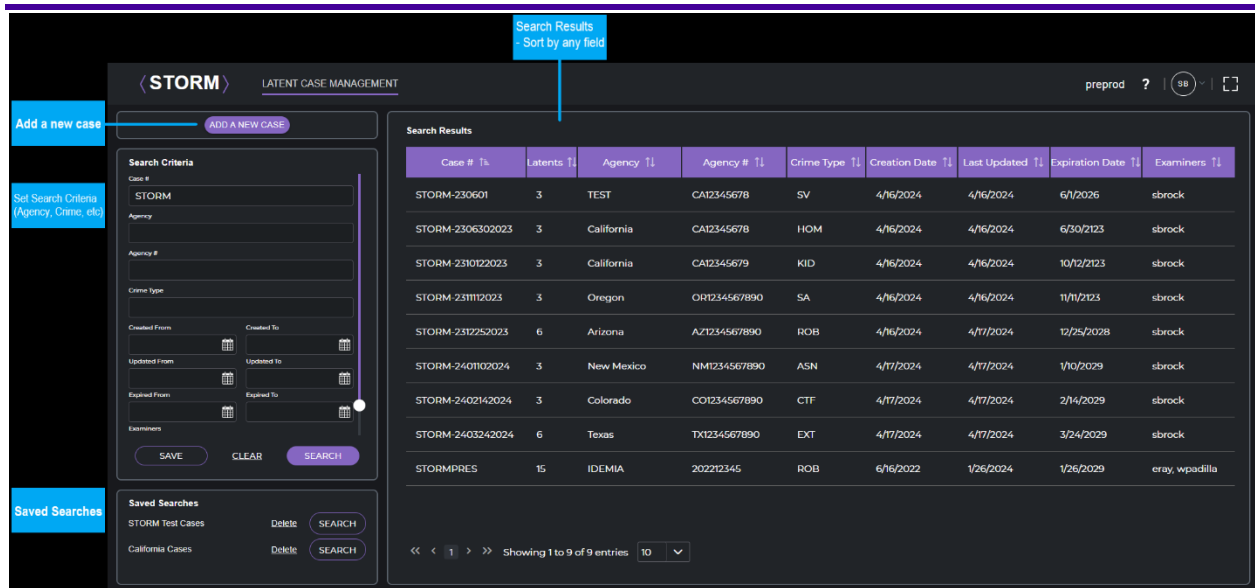 Search Results
- Sort by any field
〈STORM〉 LATENT CASE MANAGEMENT preprod ? SB
Add a new case
ADD A NEW CASE
Search Criteria
Case #
STORM
Set Search Criteria
(Agency, Crime, etc)
Agency
Agency #
Crime Type
Created From Created To
Updated From Updated To
Expired From Expired To
Examiners
SAVE CLEAR SEARCH
Saved Searches
Saved Searches
STORM Test Cases Delete SEARCH
California Cases Delete SEARCH
Search Results
Case # Latents Agency Agency # Crime Type Creation Date Last Updated Expiration Date Examiners
STORM-230601 3 TEST CA12345678 SV 4/16/2024 4/16/2024 6/1/2026 sbrock
STORM-2306302023 3 California CA12345678 HOM 4/16/2024 4/16/2024 6/30/2123 sbrock
STORM-2310122023 3 California CA12345679 KID 4/16/2024 4/16/2024 10/12/2123 sbrock
STORM-2311112023 3 Oregon OR1234567890 SA 4/16/2024 4/16/2024 11/11/2123 sbrock
STORM-2312252023 6 Arizona AZ1234567890 ROB 4/16/2024 4/17/2024 12/25/2028 sbrock
STORM-2401102024 3 New Mexico NM1234567890 ASN 4/17/2024 4/17/2024 1/10/2029 sbrock
STORM-2402142024 3 Colorado CO1234567890 CTF 4/17/2024 4/17/2024 2/14/2029 sbrock
STORM-2403242024 6 Texas TX1234567890 EXT 4/17/2024 4/17/2024 3/24/2029 sbrock
STORMPRES 15 IDEMIA 202212345 ROB 6/16/2022 1/26/2024 1/26/2029 eray, wpadilla
<< < 1 > >> Showing 1 to 9 of 9 entries 10